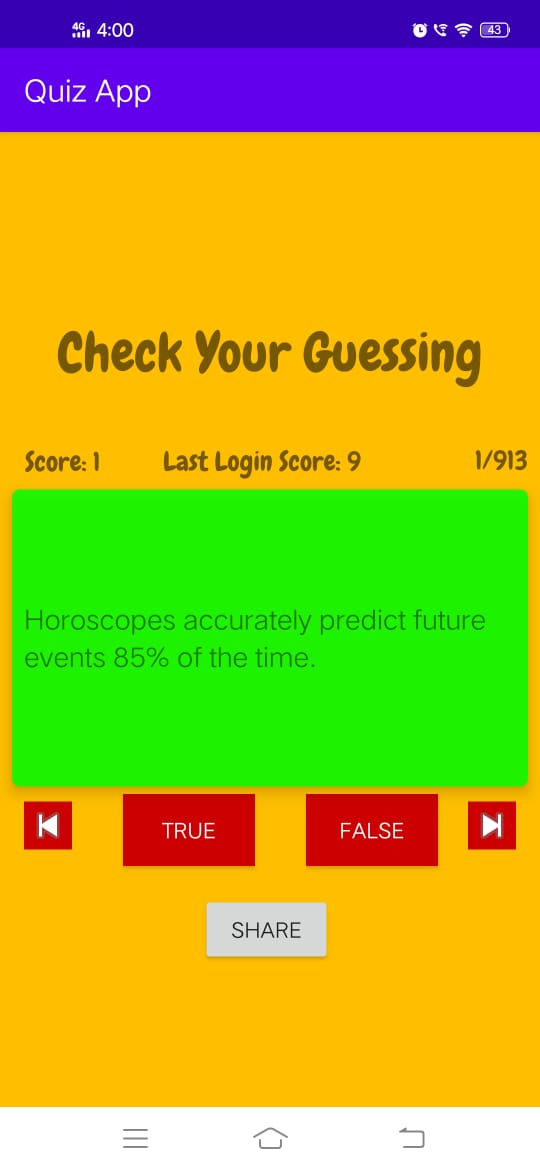 4G 4:00 43
Quiz App
Check Your Guessing
Score: 1 Last Login Score: 9 1/913
Horoscopes accurately predict future
events 85% of the time.
TRUE FALSE
SHARE